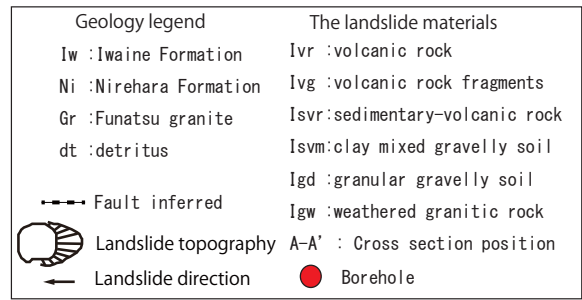 Geology legend
Iw :Iwaine Formation
Ni :Nirehara Formation
Gr :Funatsu granite
dt :detritus
Fault inferred
Landslide topography
Landslide direction
The landslide materials
Ivr :volcanic rock
Ivg :volcanic rock fragments
Isvr:sedimentary-volcanic rock
Isvm:clay mixed gravelly soil
Igd :granular gravelly soil
Igw :weathered granitic rock
A-A' : Cross section position
Borehole